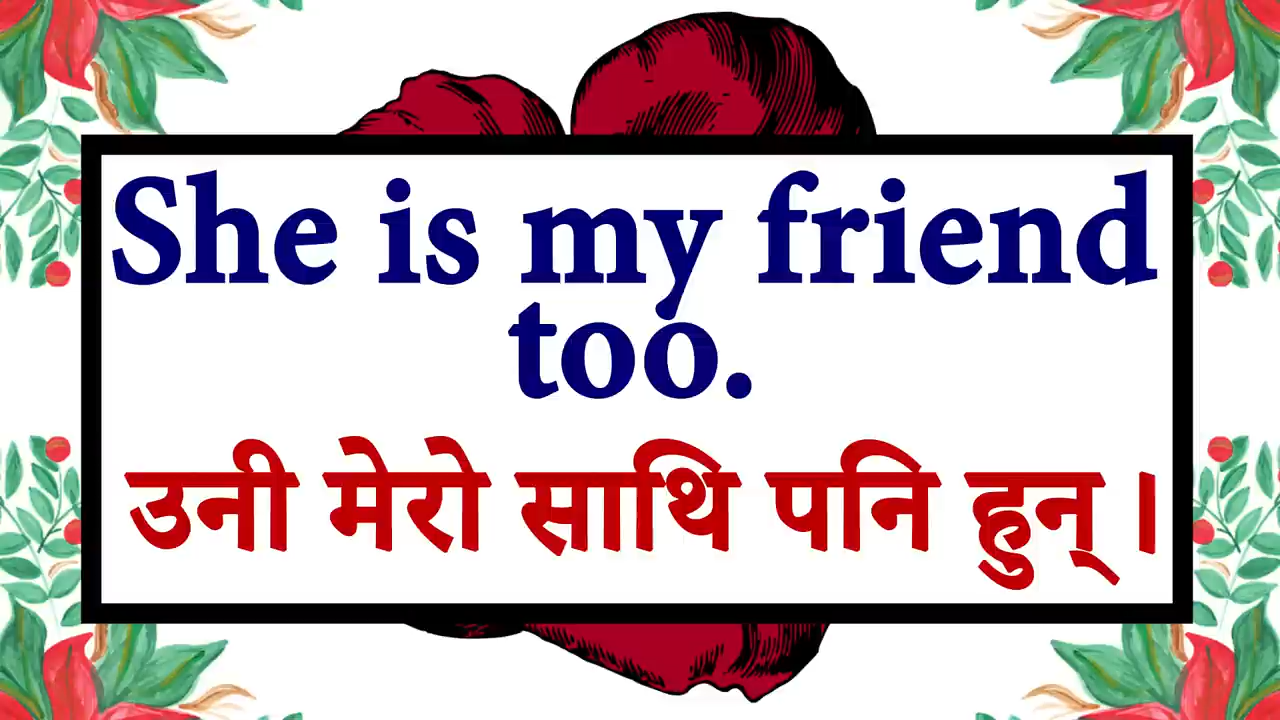 She is my friend
too.
उनी मेरो साथि पनि हुन् ।